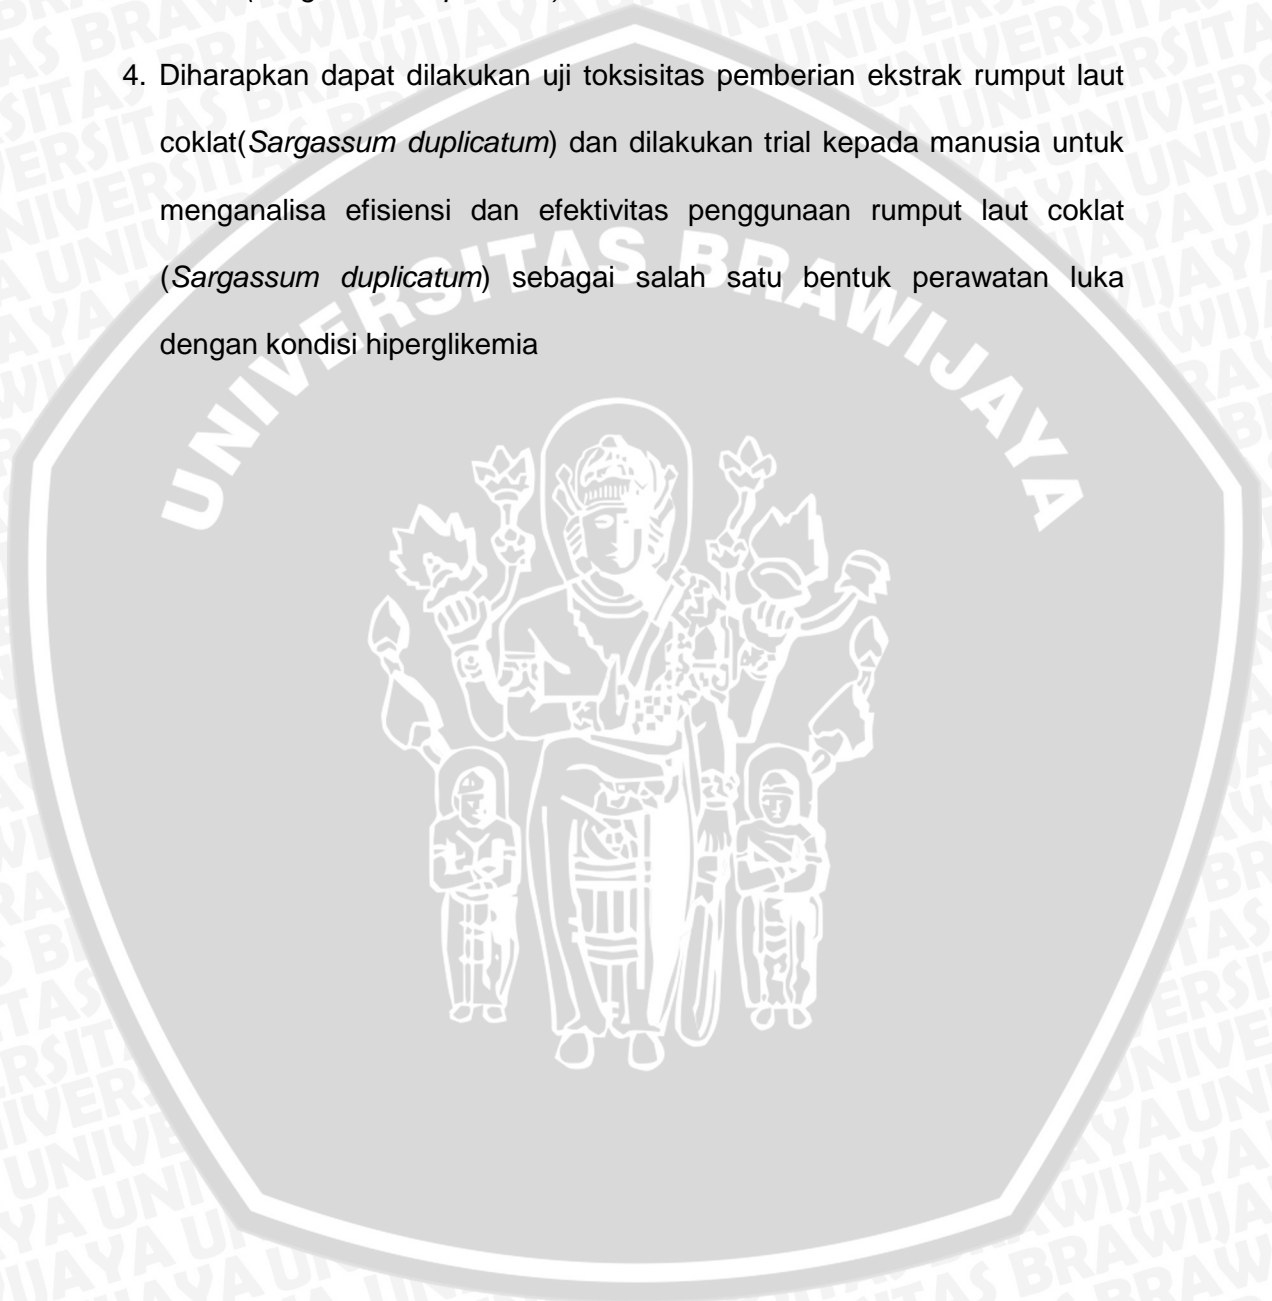 4. Diharapkan dapat dilakukan uji toksisitas pemberian ekstrak rumput laut
coklat(Sargassum duplicatum) dan dilakukan trial kepada manusia untuk
menganalisa efisiensi dan efektivitas penggunaan rumput laut coklat
(Sargassum duplicatum) sebagai salah satu bentuk perawatan luka
dengan kondisi hiperglikemia
UNIVERSITAS BRAWIJAYA